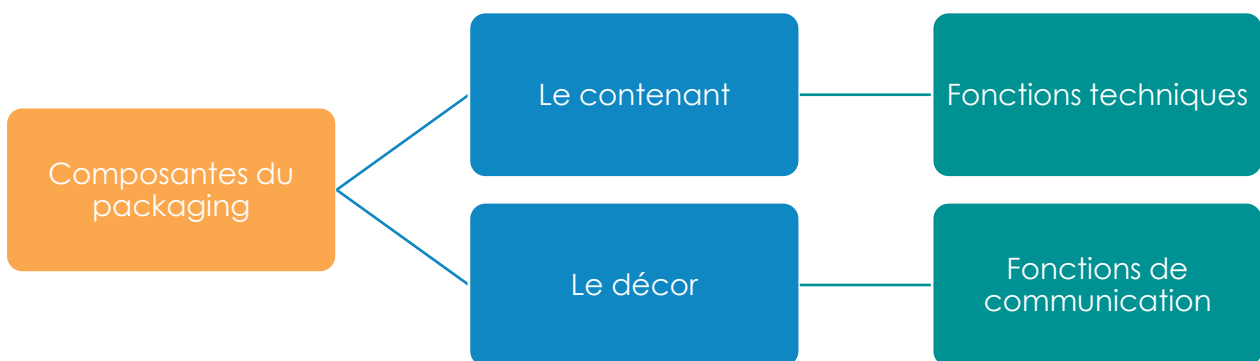 Composantes du
packaging
Le contenant
Fonctions techniques
Le décor
Fonctions de
communication